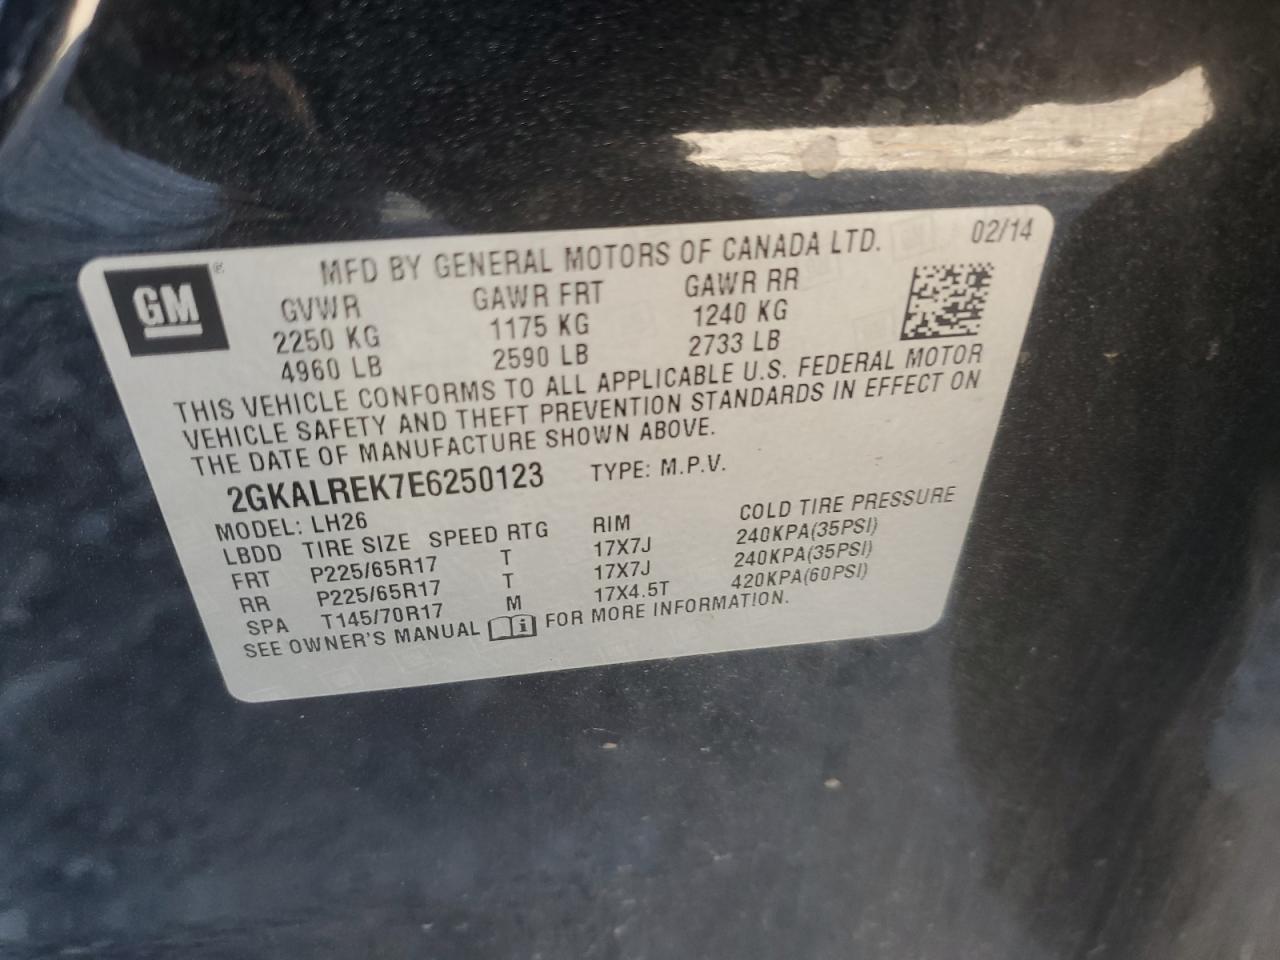 GM
MFD BY GENERAL MOTORS OF CANADA LTD. 02/14
GVWR GAWR FRT GAWR RR
2250 KG 1175 KG 1240 KG
4960 LB 2590 LB 2733 LB
THIS VEHICLE CONFORMS TO ALL APPLICABLE U.S. FEDERAL MOTOR
VEHICLE SAFETY AND THEFT PREVENTION STANDARDS IN EFFECT ON
THE DATE OF MANUFACTURE SHOWN ABOVE.
2GKALREK7E6250123 TYPE: M.P.V.
MODEL: LH26
LBDD TIRE SIZE SPEED RTG RIM COLD TIRE PRESSURE
FRT P225/65R17 T 17X7J 240KPA(35PSI)
RR P225/65R17 T 17X7J 240KPA(35PSI)
SPA T145/70R17 M 17X4.5T 420KPA(60PSI)
SEE OWNER'S MANUAL FOR MORE INFORMATION.